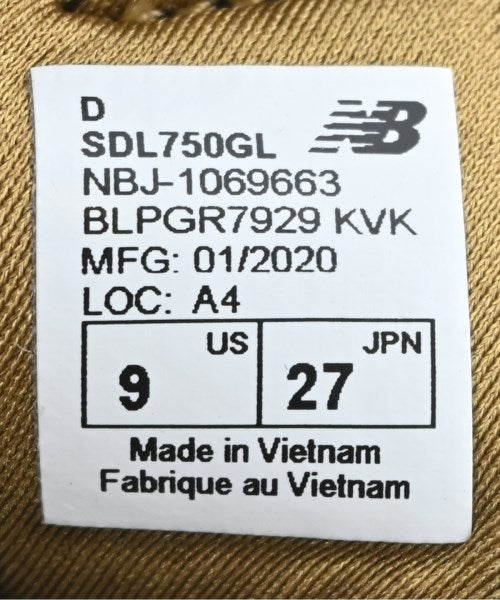 D
SDL750GL
NB
NBJ-1069663
BLPGR7929 KVK
MFG: 01/2020
LOC: A4
US JPN
9 27
Made in Vietnam
Fabrique au Vietnam